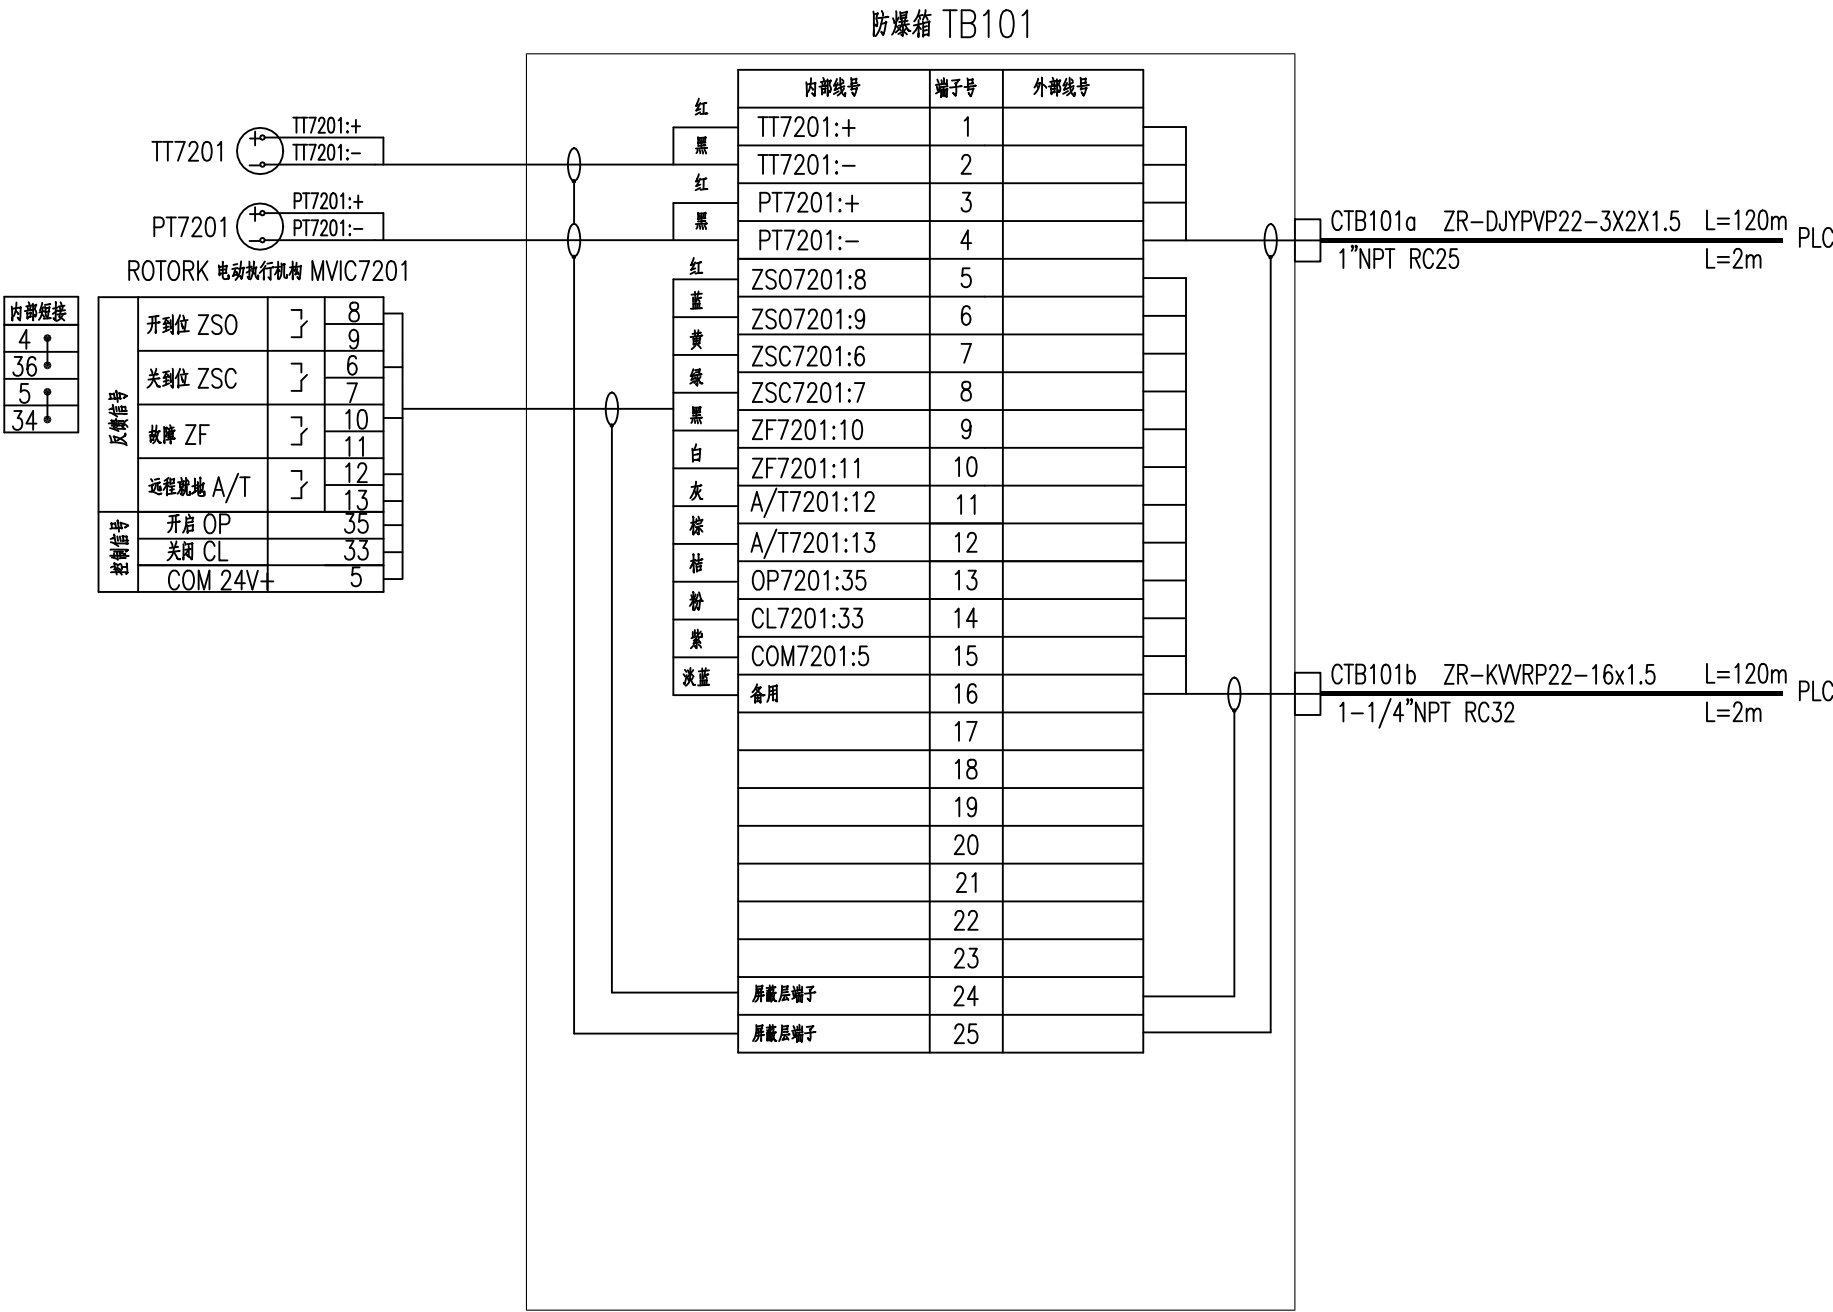 防爆箱 TB101
内部线号 端子号 外部线号
红 TT7201:+ 1
黑 TT7201:- 2
红 PT7201:+ 3
黑 PT7201:- 4
红 ZSO7201:8 5
蓝 ZSO7201:9 6
黄 ZSC7201:6 7
绿 ZSC7201:7 8
黑 ZF7201:10 9
白 ZF7201:11 10
灰 A/T7201:12 11
棕 A/T7201:13 12
桔 OP7201:35 13
粉 CL7201:33 14
紫 COM7201:5 15
淡蓝 备用 16
17
18
19
20
21
22
23
屏蔽层端子 24
屏蔽层端子 25
TT7201 + -
TT7201:+
TT7201:-
PT7201 + -
PT7201:+
PT7201:-
ROTORK 电动执行机构 MVIC7201
内部短接
4
36
5
34
反馈信号
开到位 ZSO 8
9
关到位 ZSC 6
7
故障 ZF 10
11
远程就地 A/T 12
13
控制信号
开启 OP 35
关闭 CL 33
COM 24V+ 5
CTB101a ZR-DJYPVP22-3X2X1.5 L=120m PLC
1"NPT RC25 L=2m
CTB101b ZR-KVVRP22-16x1.5 L=120m PLC
1-1/4"NPT RC32 L=2m